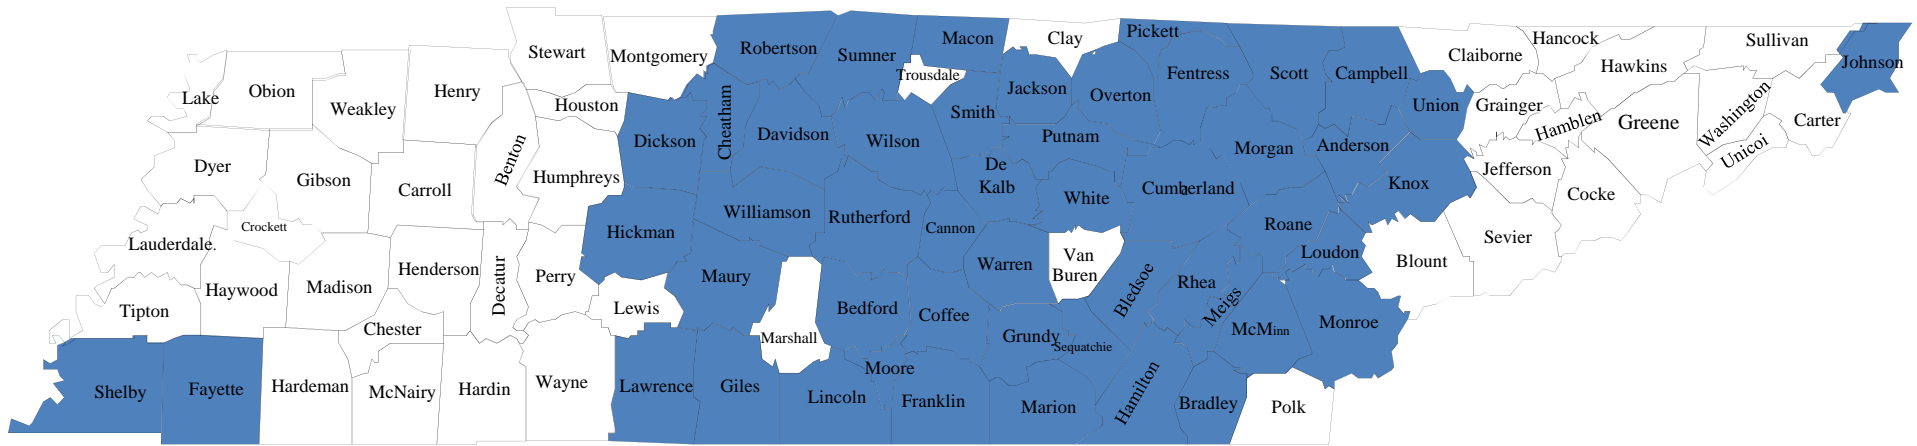 Lake
Obion
Weakley
Henry
Stewart
Montgomery
Houston
Robertson
Sumner
Macon
Trousdale
Clay
Pickett
Fentress
Scott
Campbell
Claiborne
Hancock
Hawkins
Sullivan
Johnson
Dyer
Gibson
Carroll
Benton
Humphreys
Dickson
Cheatham
Davidson
Wilson
Smith
Jackson
Overton
Putnam
De
Kalb
White
Cumberland
Morgan
Anderson
Union
Grainger
Hamblen
Greene
Washington
Unicoi
Carter
Jefferson
Cocke
Sevier
Knox
Blount
Roane
Loudon
Lauderdale.
Crockett
Haywood
Madison
Henderson
Decatur
Perry
Hickman
Williamson
Rutherford
Cannon
Warren
Van
Buren
Bledsoe
Rhea
Meigs
McMinn
Monroe
Tipton
Chester
Lewis
Maury
Marshall
Bedford
Coffee
Grundy
Sequatchie
Shelby
Fayette
Hardeman
McNairy
Hardin
Wayne
Lawrence
Giles
Lincoln
Moore
Franklin
Marion
Hamilton
Bradley
Polk